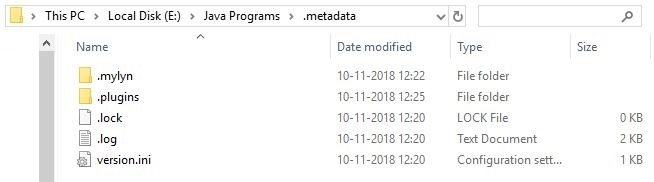 This PC > Local Disk (E:) > Java Programs > .metadata
Name Date modified Type Size
.mylyn 10-11-2018 12:22 File folder
.plugins 10-11-2018 12:25 File folder
.lock 10-11-2018 12:20 LOCK File 0 KB
.log 10-11-2018 12:20 Text Document 2 KB
version.ini 10-11-2018 12:20 Configuration sett... 1 KB